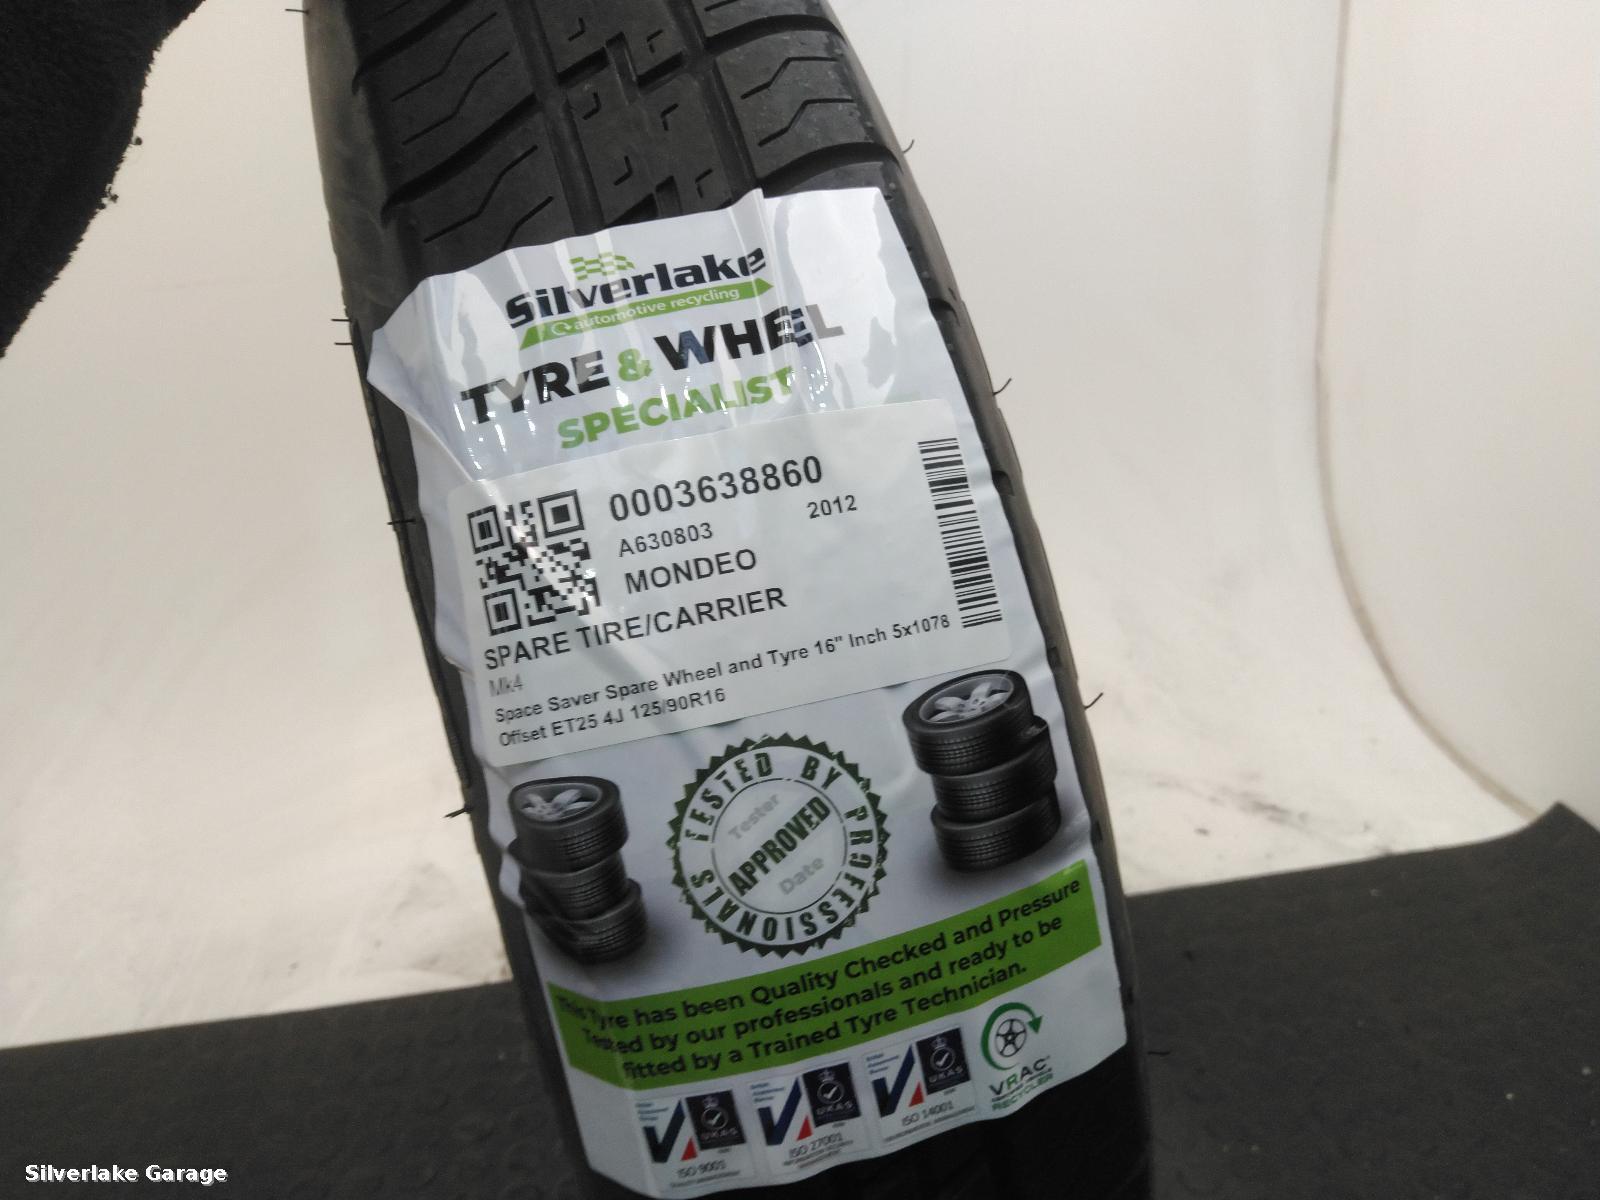 Silverlake
automotive recycling
TYRE & WHEEL
SPECIALIST
0003638860
A630803 2012
MONDEO
SPARE TIRE/CARRIER
Mk4
Space Saver Spare Wheel and Tyre 16" Inch 5x1078
Offset ET25 4J 125/90R16
TESTED BY PROFESSIONALS
Tester
APPROVED
Date
This Tyre has been Quality Checked and Pressure
Tested by our professionals and ready to be
fitted by a Trained Tyre Technician.
UKAS
ISO 9001
UKAS
ISO 27001
UKAS
ISO 14001
VRAC
RECYCLER
Silverlake Garage